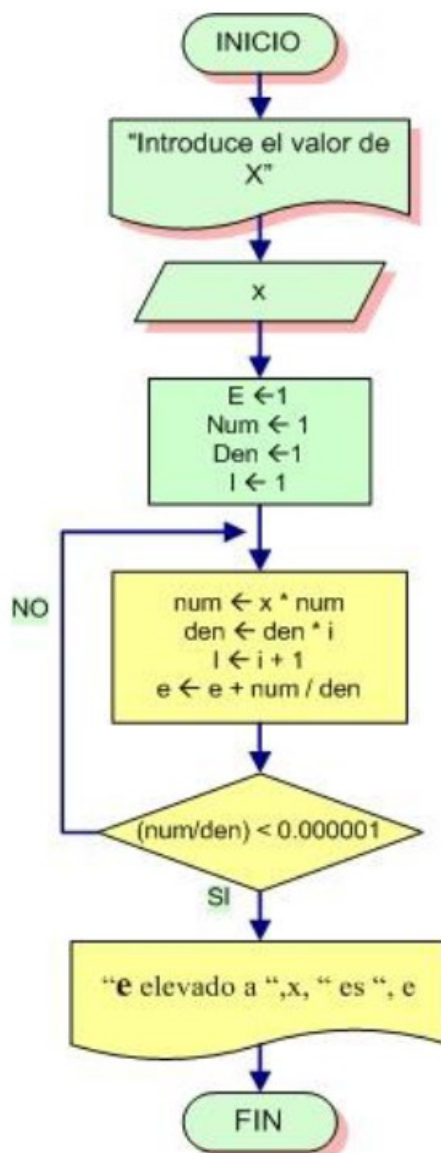 INICIO
"Introduce el valor de
X"
x
E ←1
Num ← 1
Den ←1
I ← 1
NO
num ← x * num
den ← den * i
I ← i + 1
e ← e + num / den
(num/den) < 0.000001
SI
“e elevado a “,x, “ es “, e
FIN